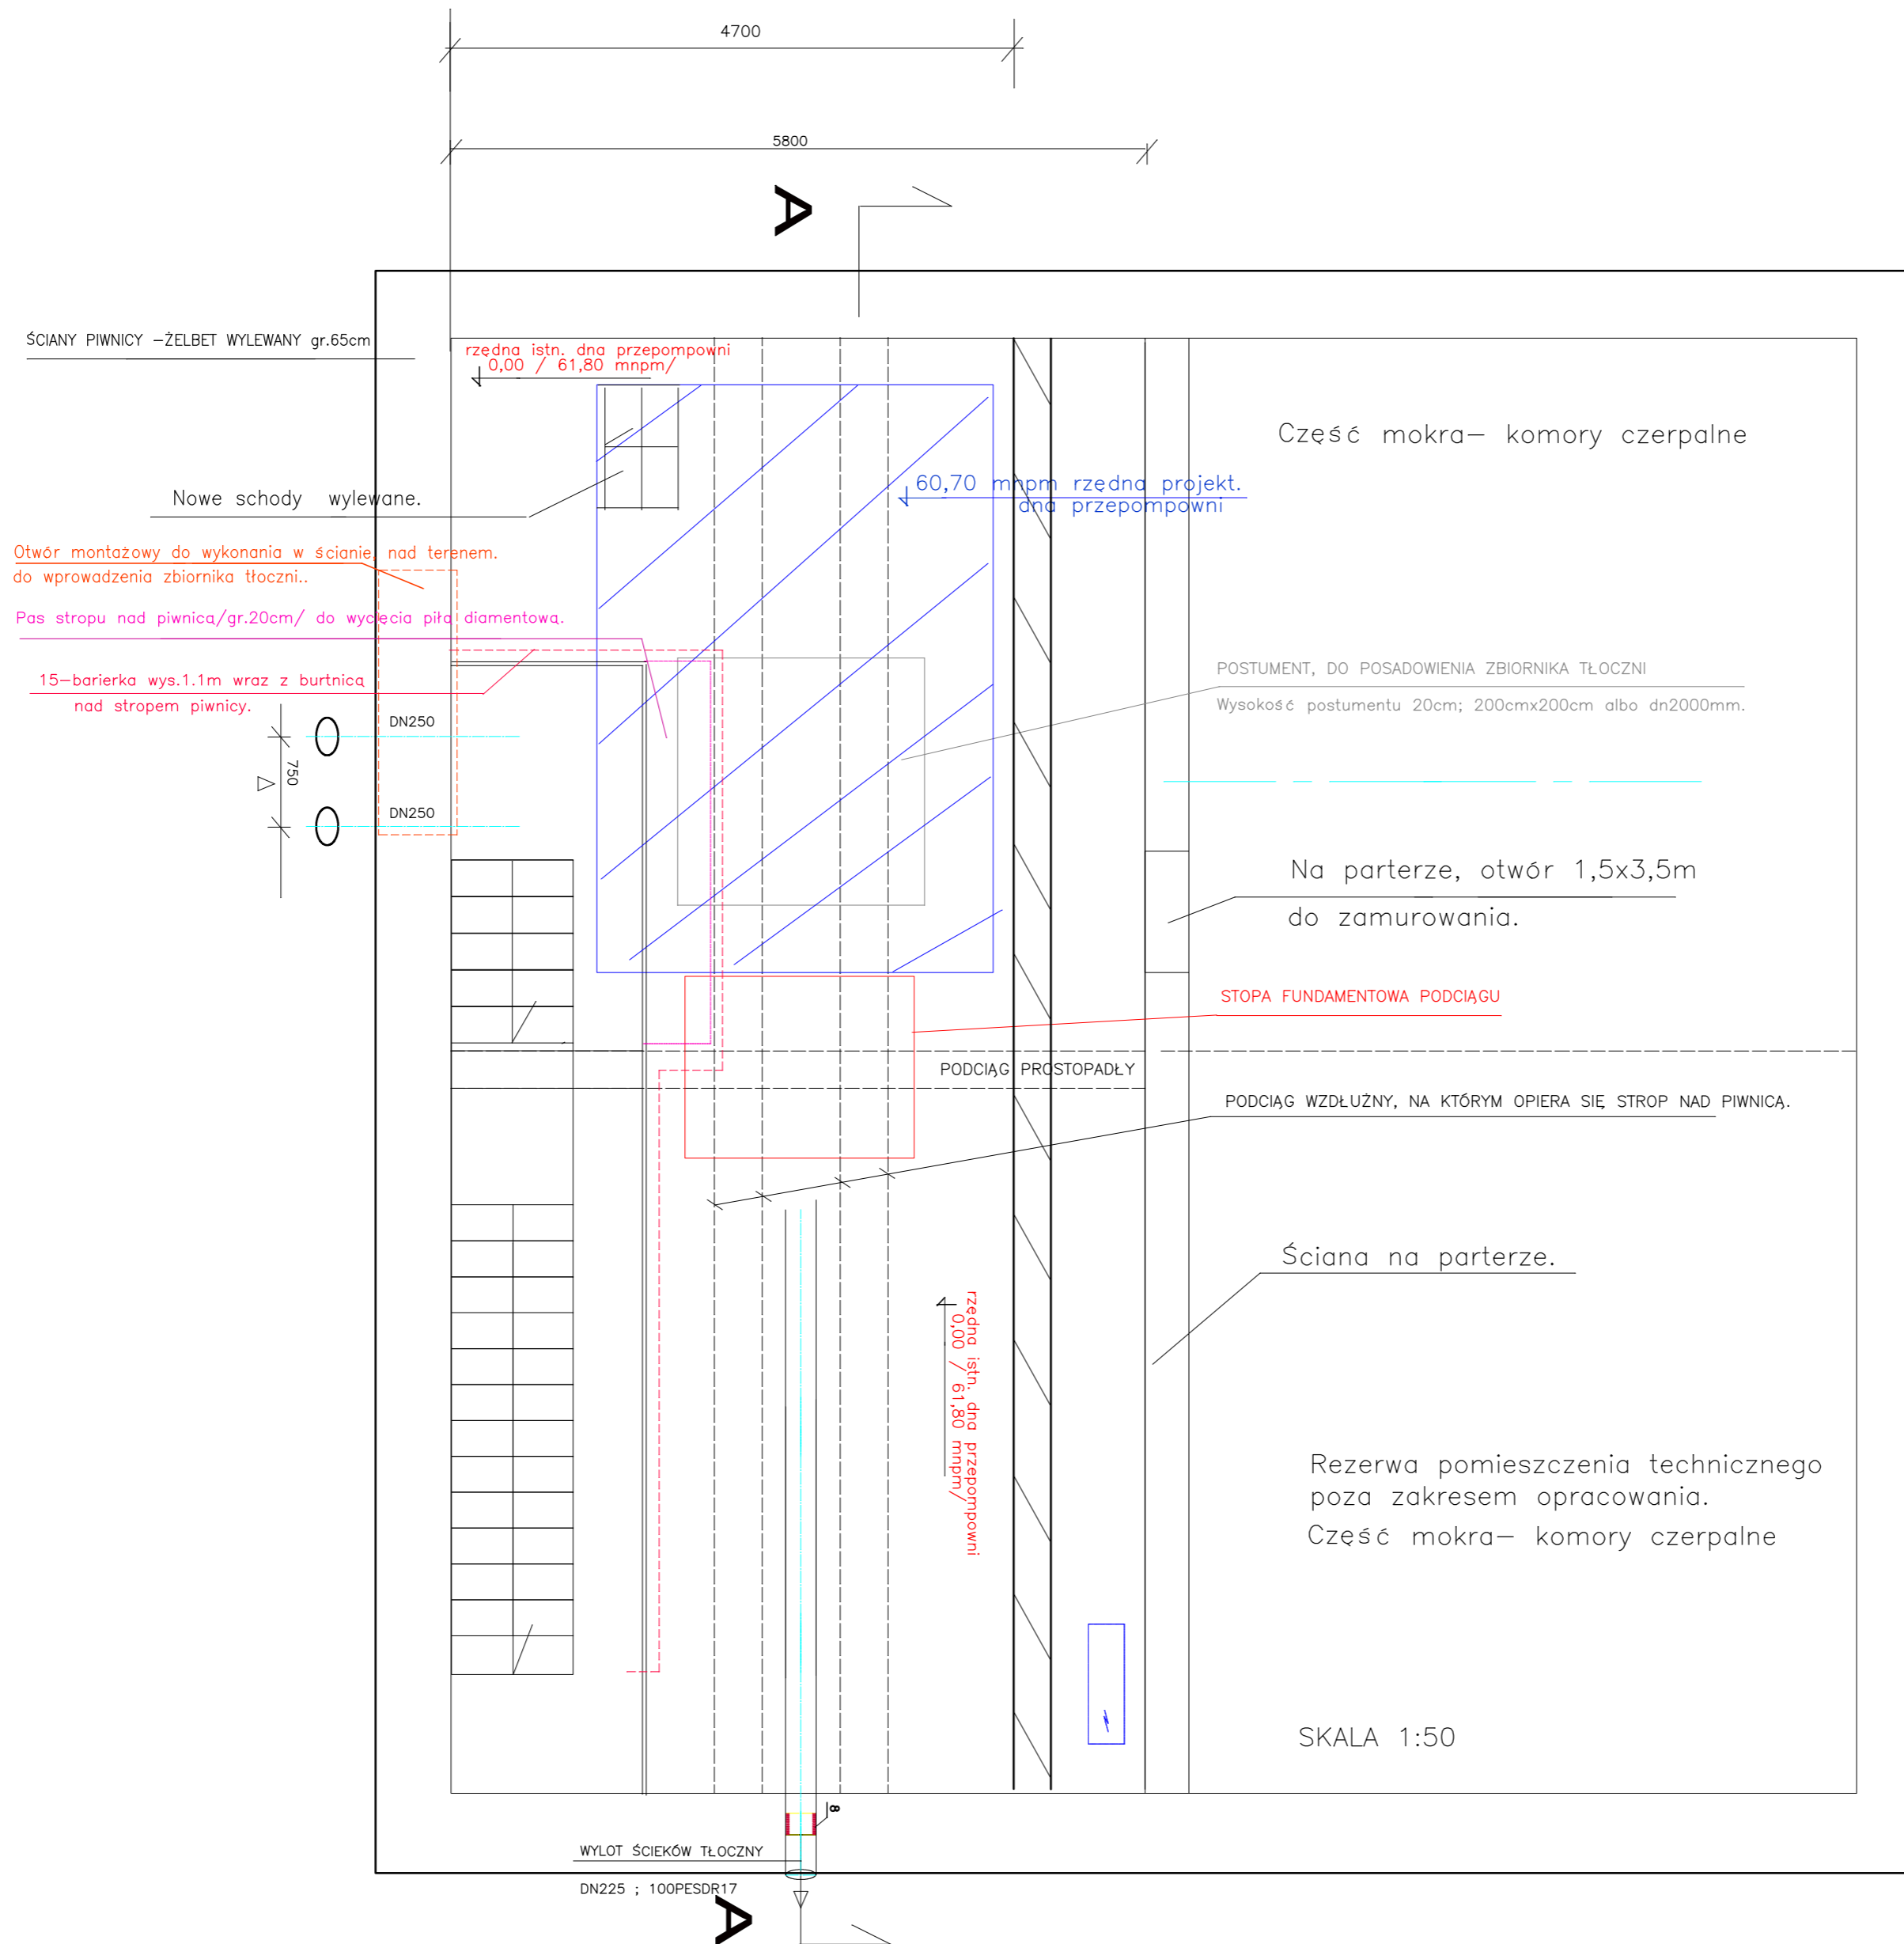 4700
5800
A
ŚCIANY PIWNICY –ŻELBET WYLEWANY gr.65cm
rzędna istn. dna przepompowni
0,00 / 61,80 mnpm/
Część mokra– komory czerpalne
60,70 mnpm rzędna projekt.
dna przepompowni
Nowe schody wylewane.
Otwór montażowy do wykonania w ścianie, nad terenem.
do wprowadzenia zbiornika tłoczni..
Pas stropu nad piwnicą/gr.20cm/ do wycięcia piłą diamentową.
15–barierka wys.1.1m wraz z burtnicą
nad stropem piwnicy.
POSTUMENT, DO POSADOWIENIA ZBIORNIKA TŁOCZNI
Wysokość postumentu 20cm; 200cmx200cm albo dn2000mm.
DN250
750
DN250
Na parterze, otwór 1,5x3,5m
do zamurowania.
STOPA FUNDAMENTOWA PODCIĄGU
PODCIĄG PROSTOPADŁY
PODCIĄG WZDŁUŻNY, NA KTÓRYM OPIERA SIĘ STROP NAD PIWNICĄ.
Ściana na parterze.
rzędna istn. dna przepompowni
0,00 / 61,80 mnpm/
Rezerwa pomieszczenia technicznego
poza zakresem opracowania.
Część mokra– komory czerpalne
SKALA 1:50
8
WYLOT ŚCIEKÓW TŁOCZNY
DN225 ; 100PESDR17
A